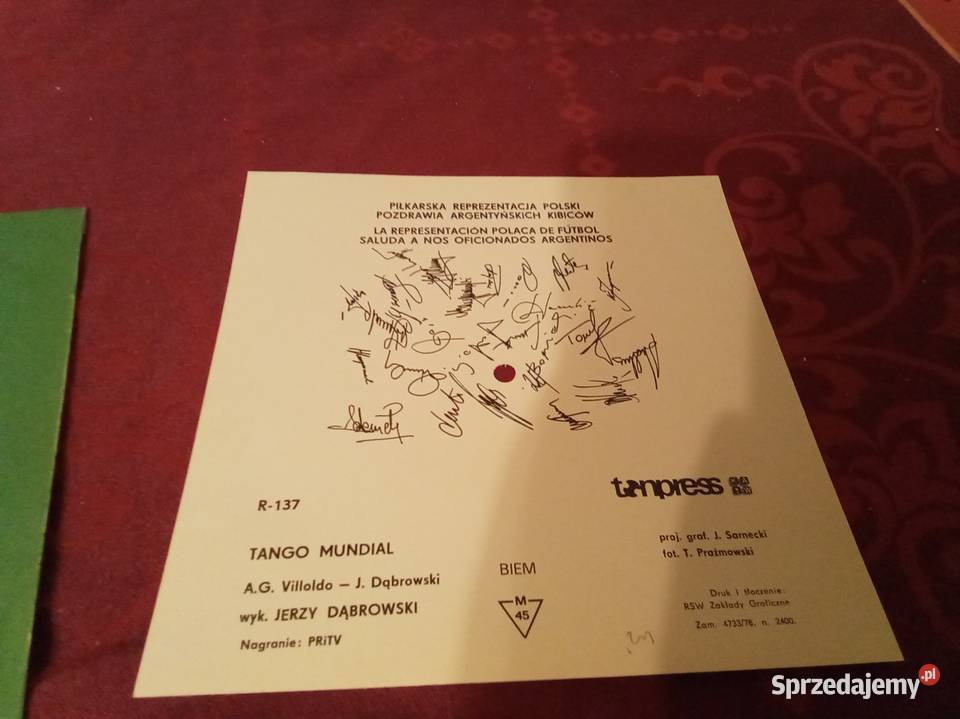 PIŁKARSKA REPREZENTACJA POLSKI
POZDRAWIA ARGENTYŃSKICH KIBICÓW
LA REPRESENTACIÓN POLACA DE FÚTBOL
SALUDA A NOS OFICIONADOS ARGENTINOS
R-137
TANGO MUNDIAL
A.G. Villoldo – J. Dąbrowski
wyk. JERZY DĄBROWSKI
Nagranie: PRiTV
BIEM
M
45
tonpress
proj. graf. J. Sarnecki
fot. T. Prażmowski
Druk i tłoczenie:
RSW Zakłady Graficzne
Zam. 4733/78. n. 2400.
Sprzedajemy.pl